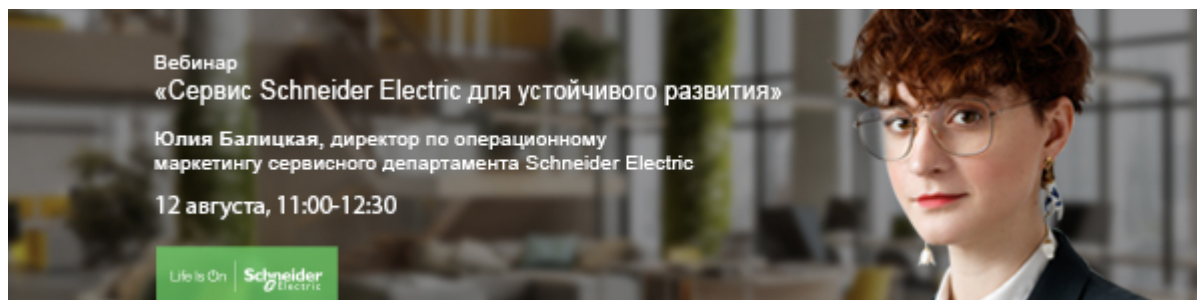 Вебинар
«Сервис Schneider Electric для устойчивого развития»
Юлия Балицкая, директор по операционному
маркетингу сервисного департамента Schneider Electric
12 августа, 11:00-12:30
Life Is On | Schneider
Electric